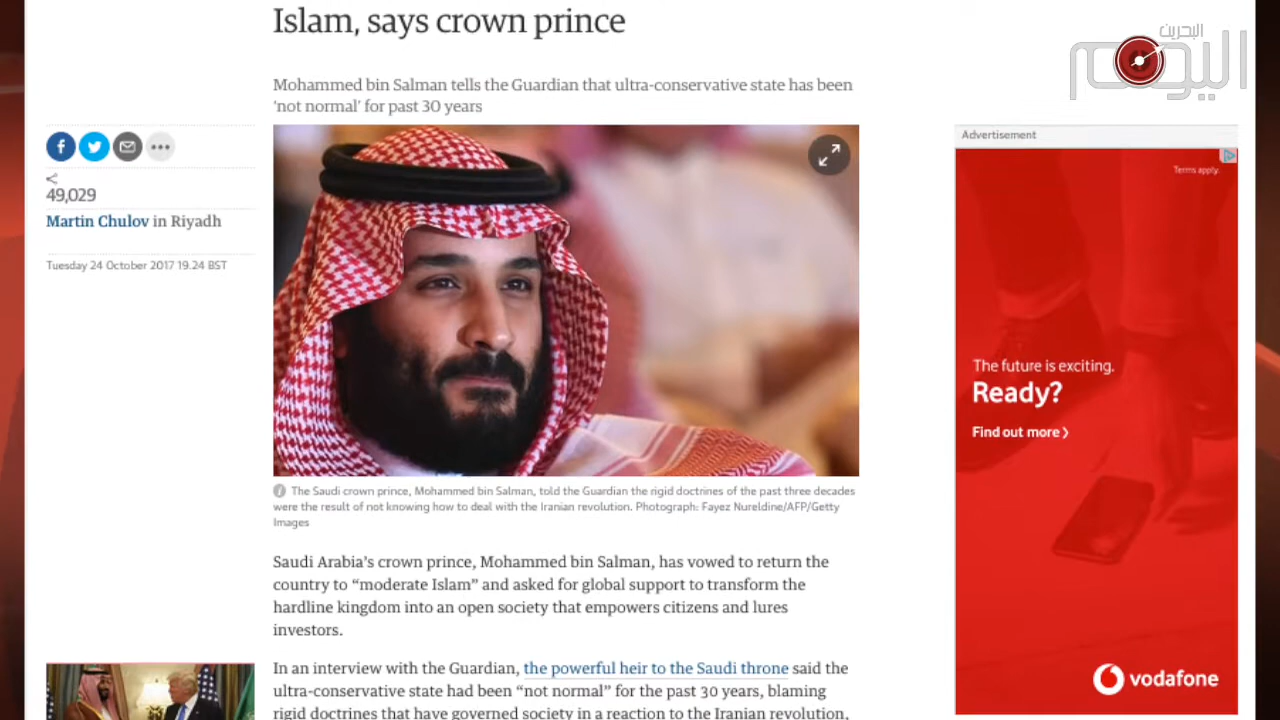 Islam, says crown prince
البحرين
اليوم
Mohammed bin Salman tells the Guardian that ultra-conservative state has been
'not normal' for past 30 years
49,029
Martin Chulov in Riyadh
Tuesday 24 October 2017 19.24 BST
The Saudi crown prince, Mohammed bin Salman, told the Guardian the rigid doctrines of the past three decades
were the result of not knowing how to deal with the Iranian revolution. Photograph: Fayez Nureldine/AFP/Getty
Images
Saudi Arabia's crown prince, Mohammed bin Salman, has vowed to return the
country to “moderate Islam” and asked for global support to transform the
hardline kingdom into an open society that empowers citizens and lures
investors.
In an interview with the Guardian, the powerful heir to the Saudi throne said the
ultra-conservative state had been “not normal” for the past 30 years, blaming
rigid doctrines that have governed society in a reaction to the Iranian revolution,
Advertisement
Terms apply.
The future is exciting.
Ready?
Find out more
vodafone